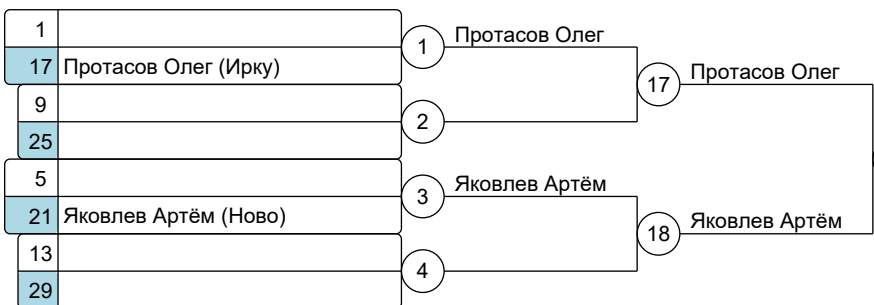 1
17 Протасов Олег (Ирку)
9
25
5
21 Яковлев Артём (Ново)
13
29
1
2
3
4
Протасов Олег
Яковлев Артём
17
18
Протасов Олег
Яковлев Артём